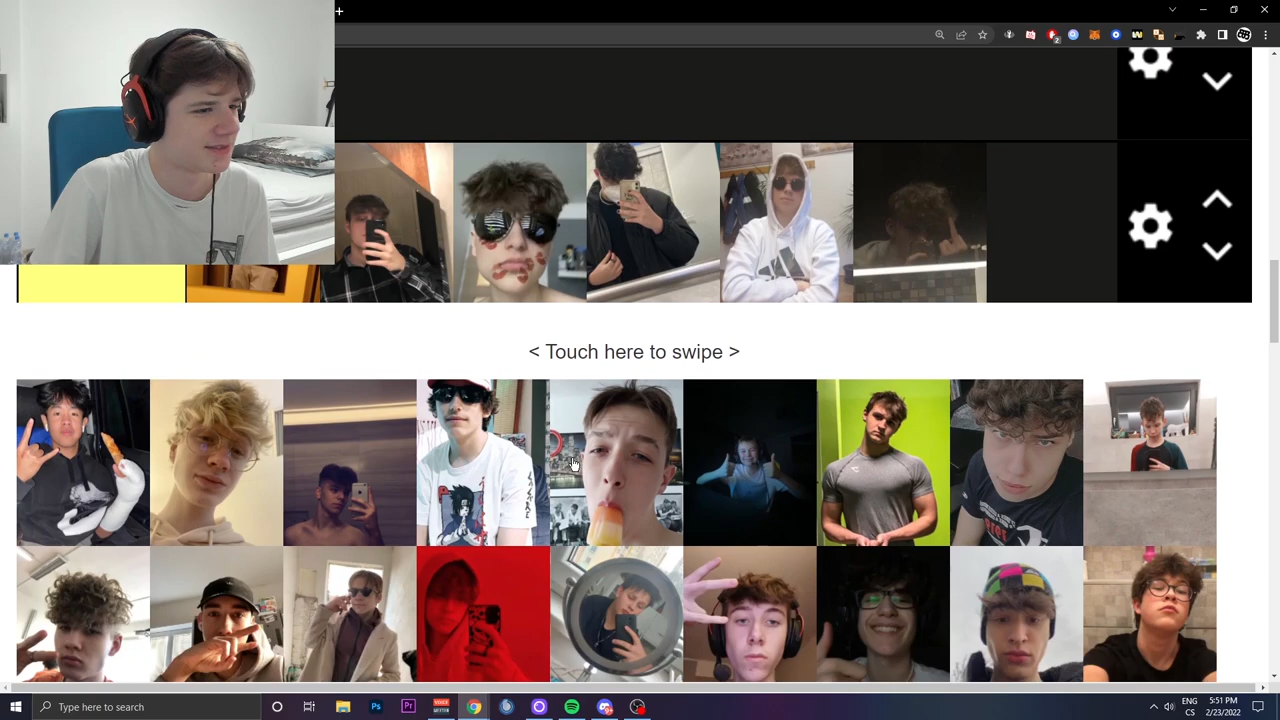 < Touch here to swipe >
Type here to search
ENG
5:51 PM
CS
2/23/2022